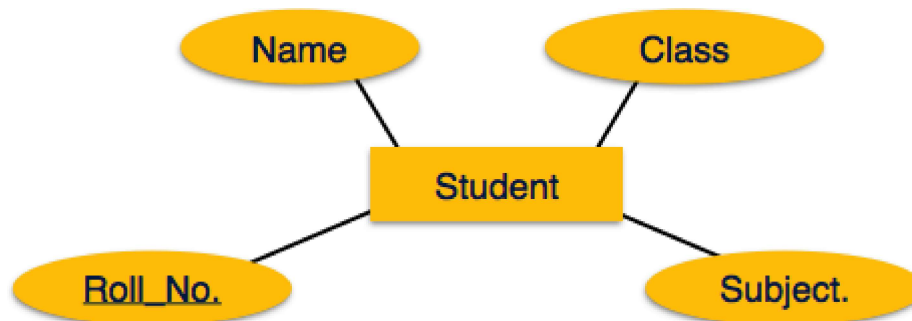 Name
Class
Student
Roll_No.
Subject.